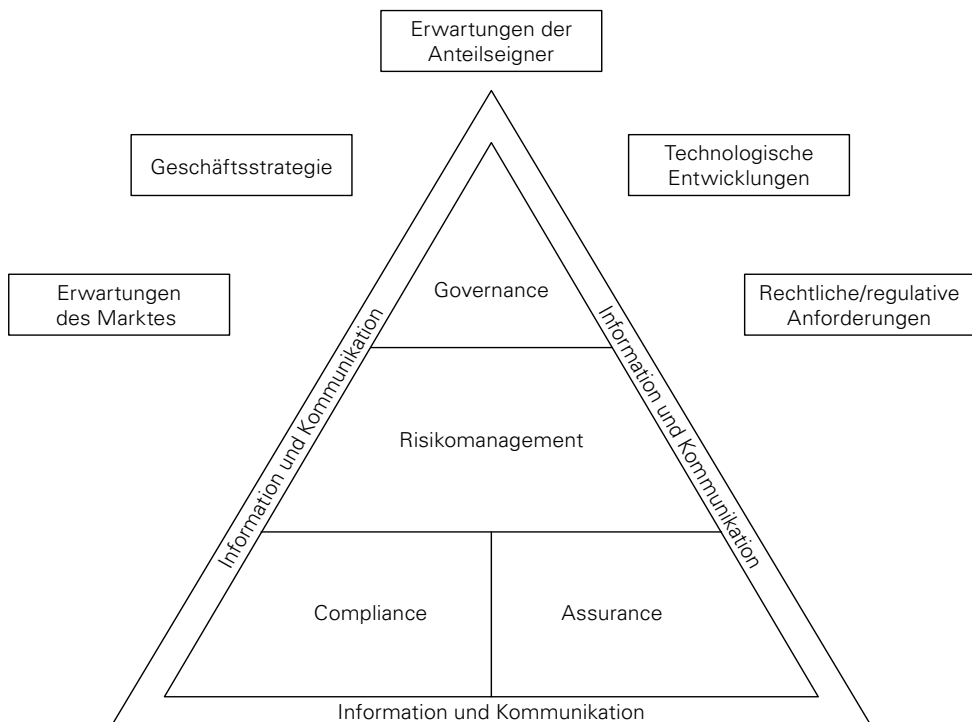 Erwartungen der
Anteilseigner
Geschäftsstrategie
Technologische
Entwicklungen
Erwartungen
des Marktes
Rechtliche/regulative
Anforderungen
Governance
Information und Kommunikation
Information und Kommunikation
Risikomanagement
Compliance
Assurance
Information und Kommunikation